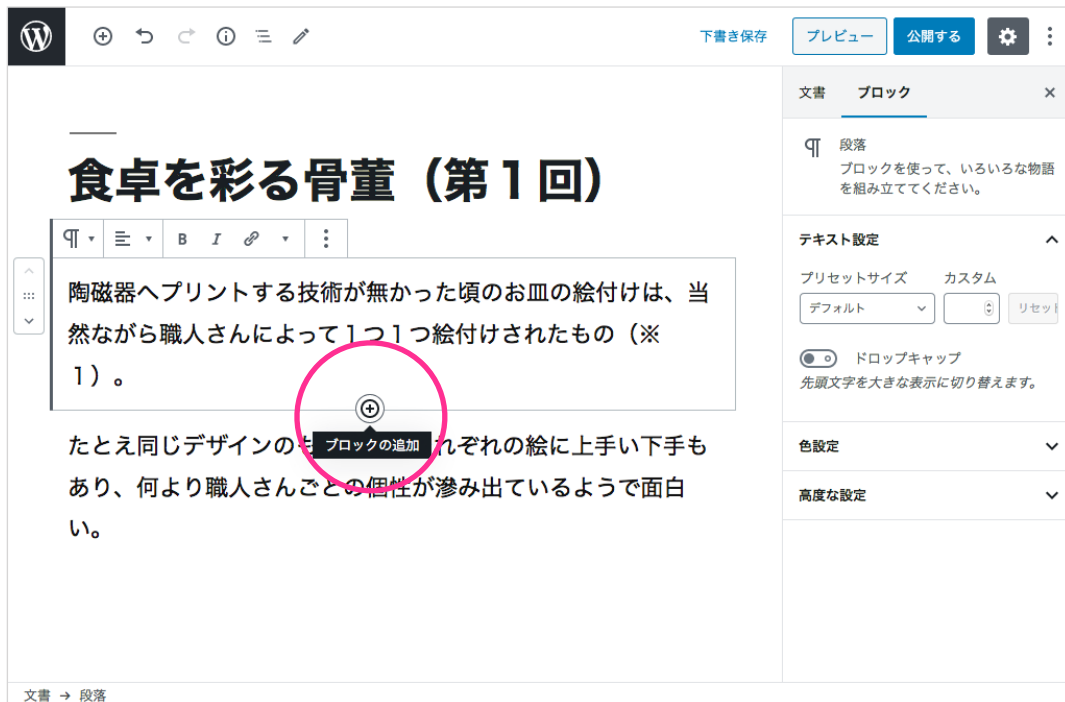 下書き保存
プレビュー
公開する
文書
ブロック
食卓を彩る骨董（第１回）
B I
陶磁器へプリントする技術が無かった頃のお皿の絵付けは、当
然ながら職人さんによって１つ１つ絵付けされたもの（※
１）。
ブロックの追加
たとえ同じデザインのも れぞれの絵に上手い下手も
あり、何より職人さんごとの個性が滲み出ているようで面白
い。
段落
ブロックを使って、いろいろな物語
を組み立ててください。
テキスト設定
プリセットサイズ
カスタム
デフォルト
リセット
ドロップキャップ
先頭文字を大きな表示に切り替えます。
色設定
高度な設定
文書 → 段落